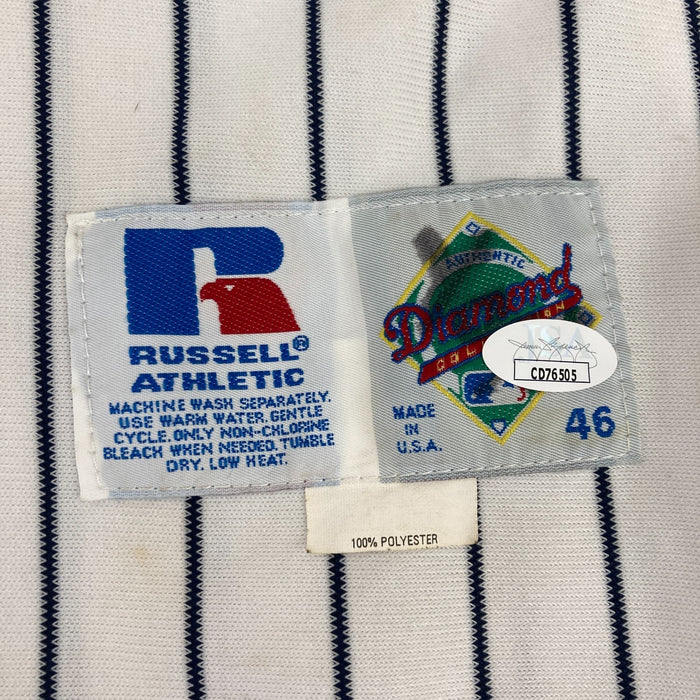 RUSSELL®
ATHLETIC
MACHINE WASH SEPARATELY.
USE WARM WATER. GENTLE
CYCLE. ONLY NON-CHLORINE
BLEACH WHEN NEEDED. TUMBLE
DRY. LOW HEAT.
AUTHENTIC
Diamond
MADE
IN
U.S.A.
JSA
CD76505
46
100% POLYESTER